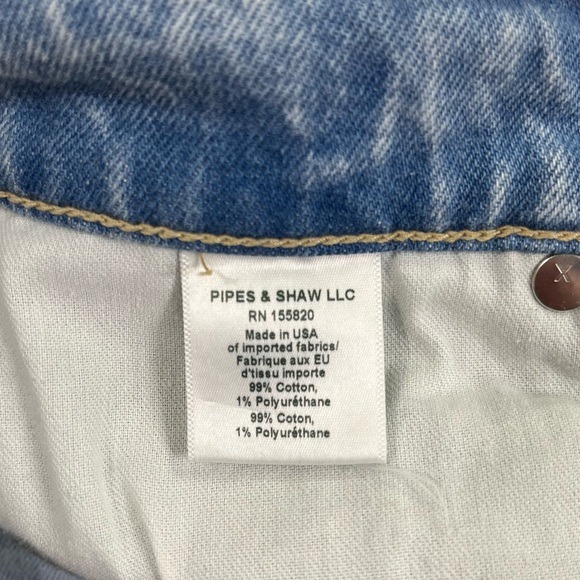 PIPES & SHAW LLC
RN 155820
Made in USA
of imported fabrics/
Fabrique aux EU
d'tissu importe
99% Cotton,
1% Polyuréthane
99% Coton,
1% Polyuréthane
X